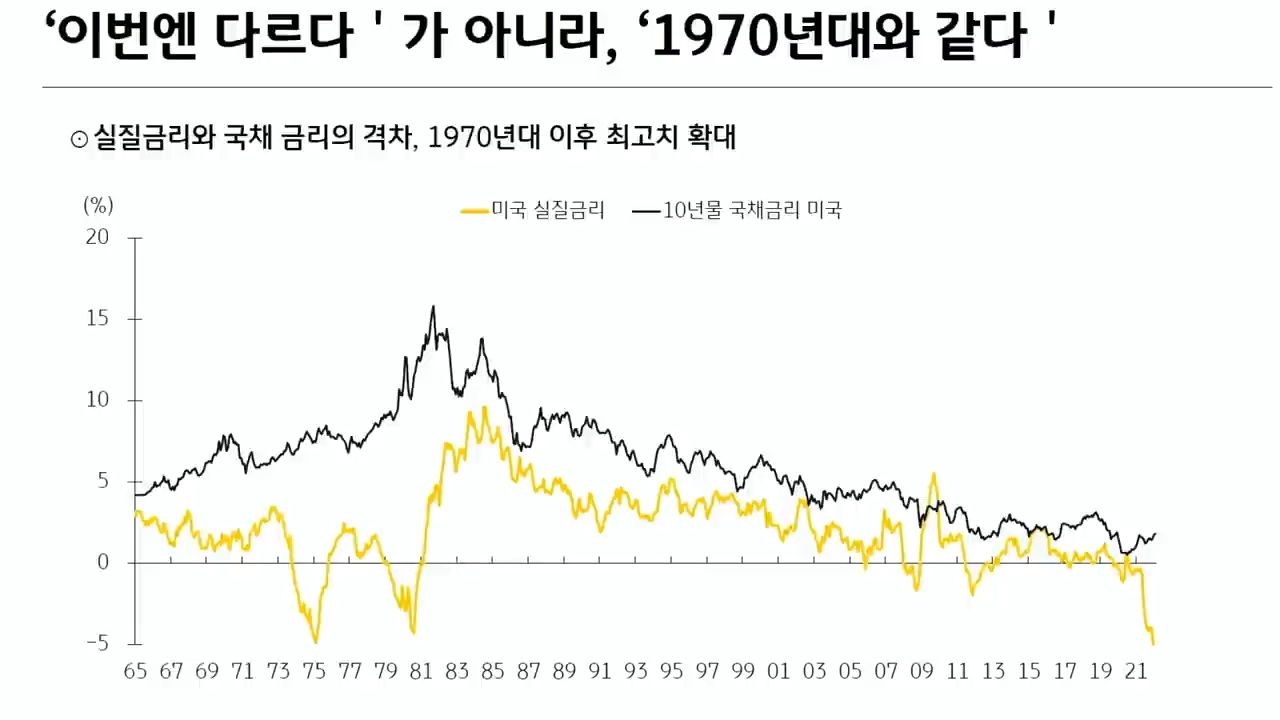 ‘이번엔 다르다 ' 가 아니라, ‘1970년대와 같다 '
⊙ 실질금리와 국채 금리의 격차, 1970년대 이후 최고치 확대
(%)
미국 실질금리 10년물 국채금리 미국
20
15
10
5
0
-5
65 67 69 71 73 75 77 79 81 83 85 87 89 91 93 95 97 99 01 03 05 07 09 11 13 15 17 19 21